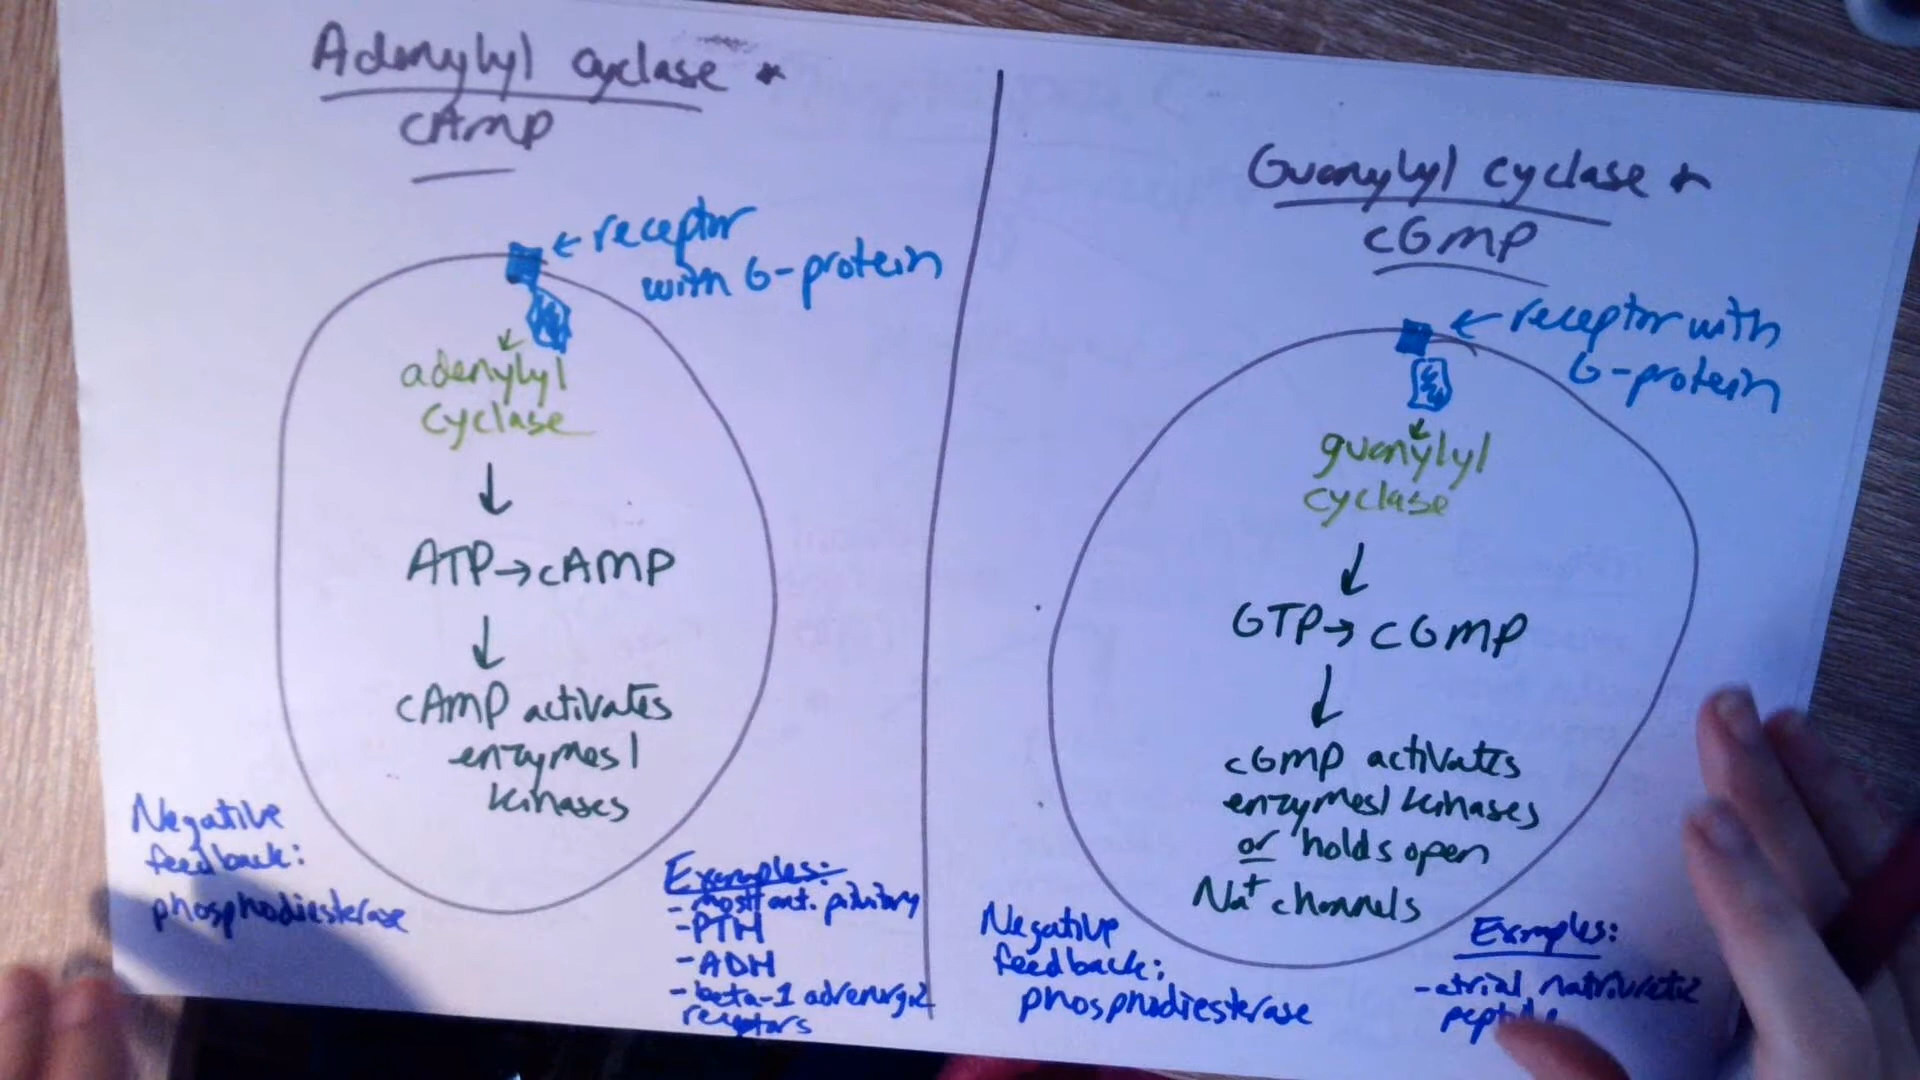 Adenylyl cyclase *
cAMP
← receptor
with G-protein
adenylyl
cyclase
ATP → cAMP
cAMP activates
enzymes/
kinases
Negative
feedback:
phosphodiesterase
Examples:
- most ant. pituitary
- PTH
- ADH
- beta-1 adrenergic
receptors
Guanylyl cyclase *
cGMP
← receptor with
G-protein
guanylyl
cyclase
GTP → cGMP
cGMP activates
enzymes/kinases
or holds open
Na+ channels
Negative
feedback:
phosphodiesterase
Examples:
- atrial natriuretic